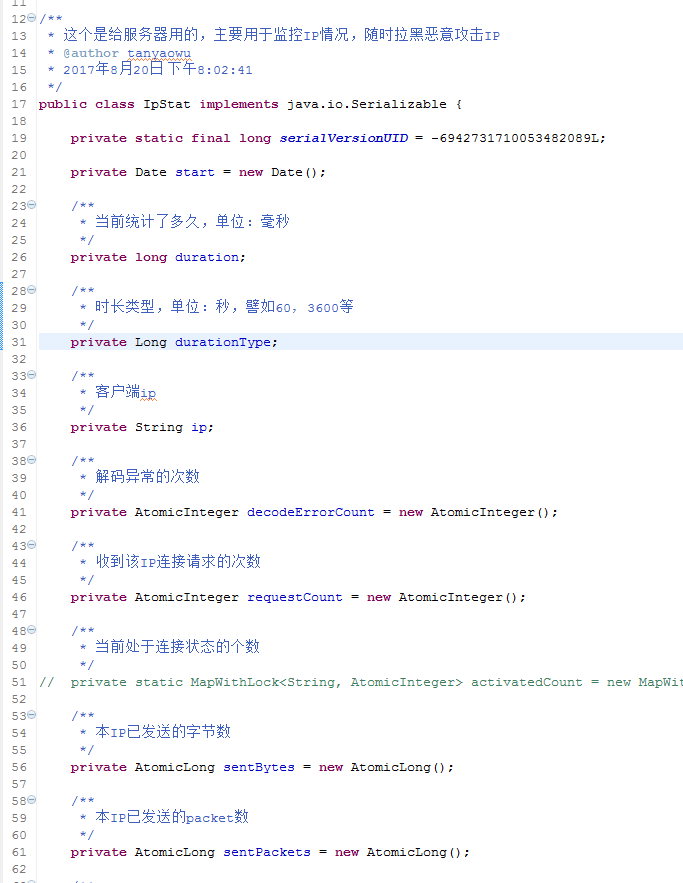 11
12 /**
13 * 这个是给服务器用的，主要用于监控IP情况，随时拉黑恶意攻击IP
14 * @author tanyaowu
15 * 2017年8月20日 下午8:02:41
16 */
17 public class IpStat implements java.io.Serializable {
18
19 private static final long serialVersionUID = -6942731710053482089L;
20
21 private Date start = new Date();
22
23 /**
24 * 当前统计了多久，单位：毫秒
25 */
26 private long duration;
27
28 /**
29 * 时长类型，单位：秒，譬如60，3600等
30 */
31 private Long durationType;
32
33 /**
34 * 客户端ip
35 */
36 private String ip;
37
38 /**
39 * 解码异常的次数
40 */
41 private AtomicInteger decodeErrorCount = new AtomicInteger();
42
43 /**
44 * 收到该IP连接请求的次数
45 */
46 private AtomicInteger requestCount = new AtomicInteger();
47
48 /**
49 * 当前处于连接状态的个数
50 */
51 // private static MapWithLock<String, AtomicInteger> activatedCount = new MapWit
52
53 /**
54 * 本IP已发送的字节数
55 */
56 private AtomicLong sentBytes = new AtomicLong();
57
58 /**
59 * 本IP已发送的packet数
60 */
61 private AtomicLong sentPackets = new AtomicLong();
62